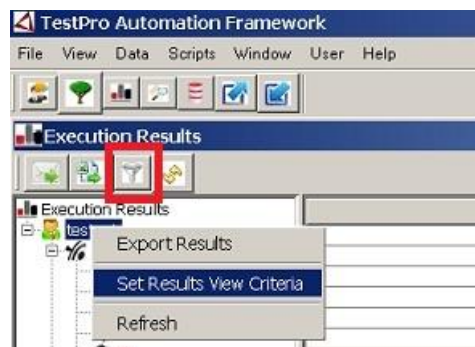 TestPro Automation Framework
File View Data Scripts Window User Help
Execution Results
Execution Results
Export Results
Set Results View Criteria
Refresh